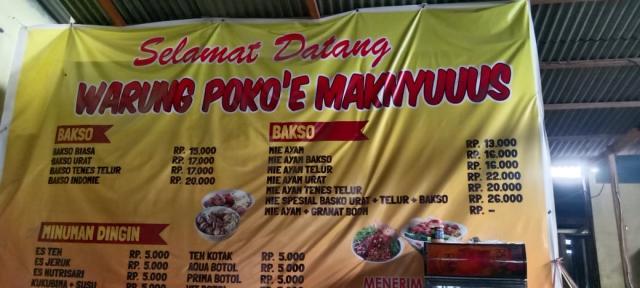 Selamat Datang
WARUNG POKO'E MAKNYUUUS
BAKSO
BAKSO BIASA RP. 15.000
BAKSO URAT RP. 17.000
BAKSO TENES TELUR RP. 17.000
BAKSO INDOMIE RP. 20.000
BAKSO
MIE AYAM RP. 13.000
MIE AYAM BAKSO RP. 16.000
MIE AYAM TELUR RP. 16.000
MIE AYAM URAT RP. 22.000
MIE AYAM TENES TELUR RP. 20.000
MIE SPESIAL BASKO URAT + TELUR + BAKSO RP. 26.000
MIE AYAM + GRANAT BOOM RP. --
MINUMAN DINGIN
ES TEH RP. 5.000
ES JERUK RP. 5.000
ES NUTRISARI RP. 5.000
KUKUBIMA + SUSU
TEH KOTAK RP. 5.000
AQUA BOTOL RP. 5.000
PRIMA BOTOL RP. 5.000
MENERIM